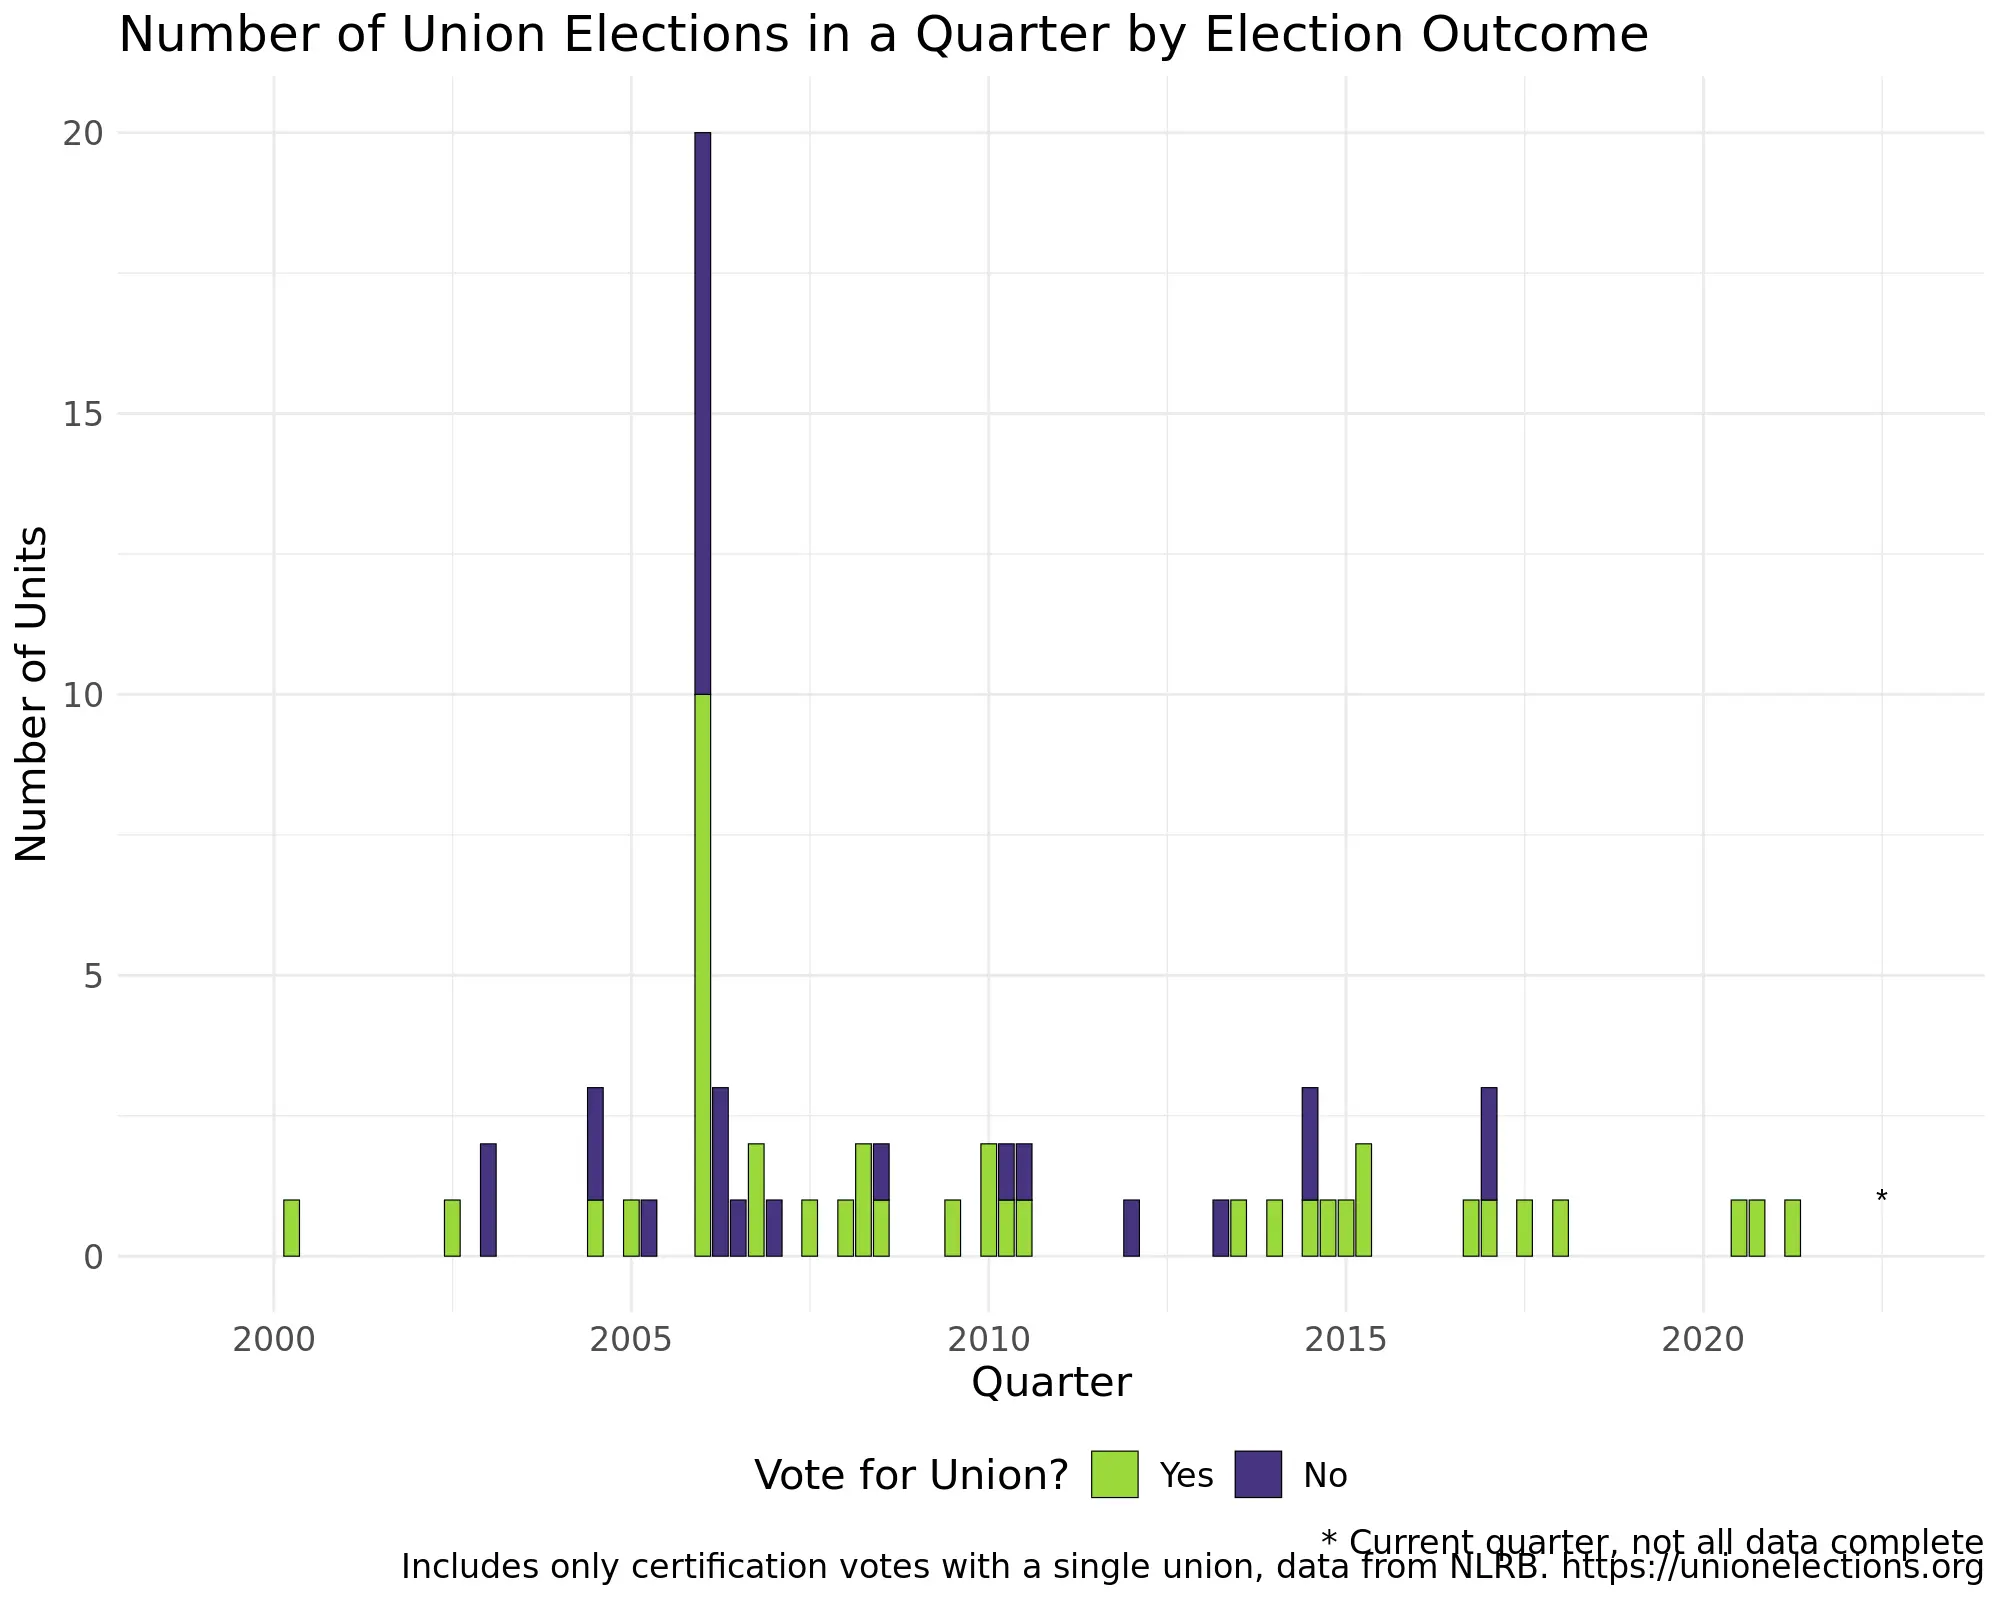 Number of Union Elections in a Quarter by Election Outcome
Number of Units
20
15
10
5
0
*
2000 2005 2010 2015 2020
Quarter
Vote for Union? Yes No
* Current quarter, not all data complete
Includes only certification votes with a single union, data from NLRB. https://unionelections.org